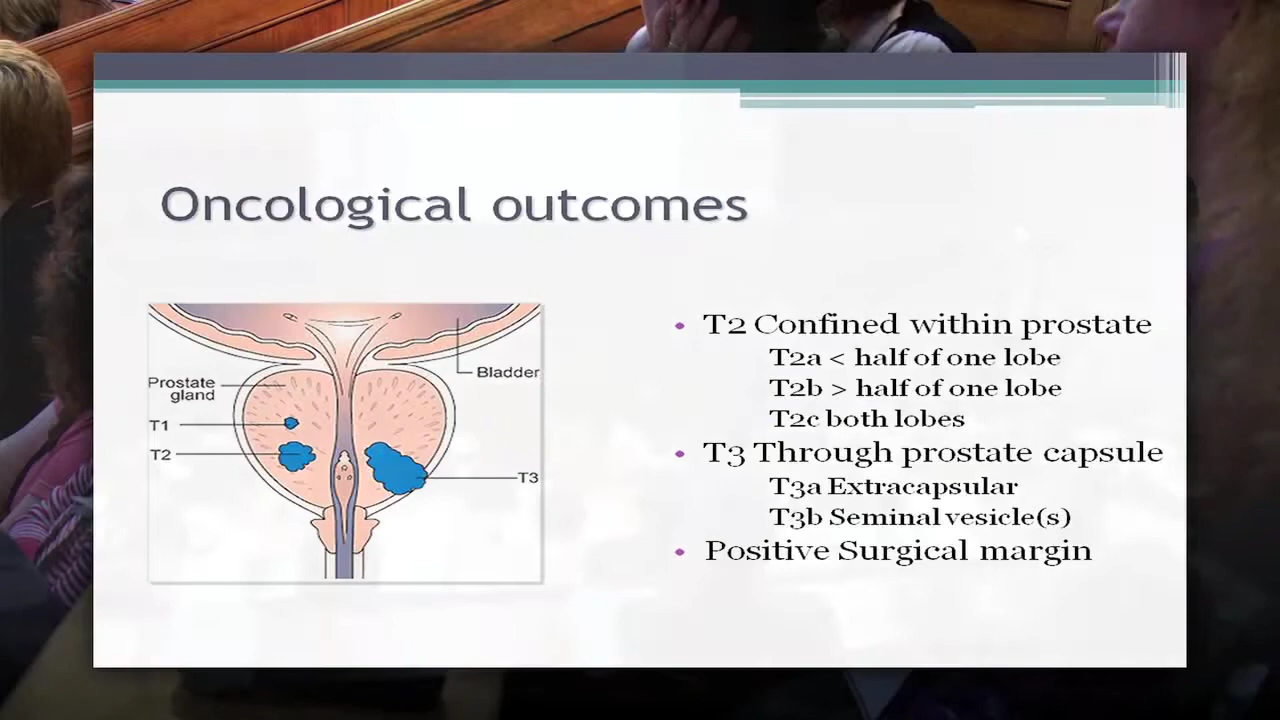 Oncological outcomes
Prostate
gland
T1
T2
Bladder
T3
• T2 Confined within prostate
T2a < half of one lobe
T2b > half of one lobe
T2c both lobes
• T3 Through prostate capsule
T3a Extracapsular
T3b Seminal vesicle(s)
• Positive Surgical margin